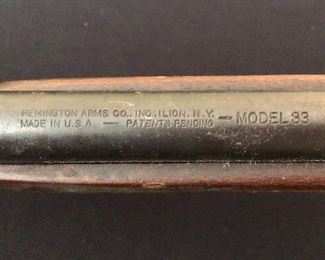 REMINGTON ARMS CO., INC. ILION, N.Y.
MADE IN U.S.A. — PATENTS PENDING — MODEL 33